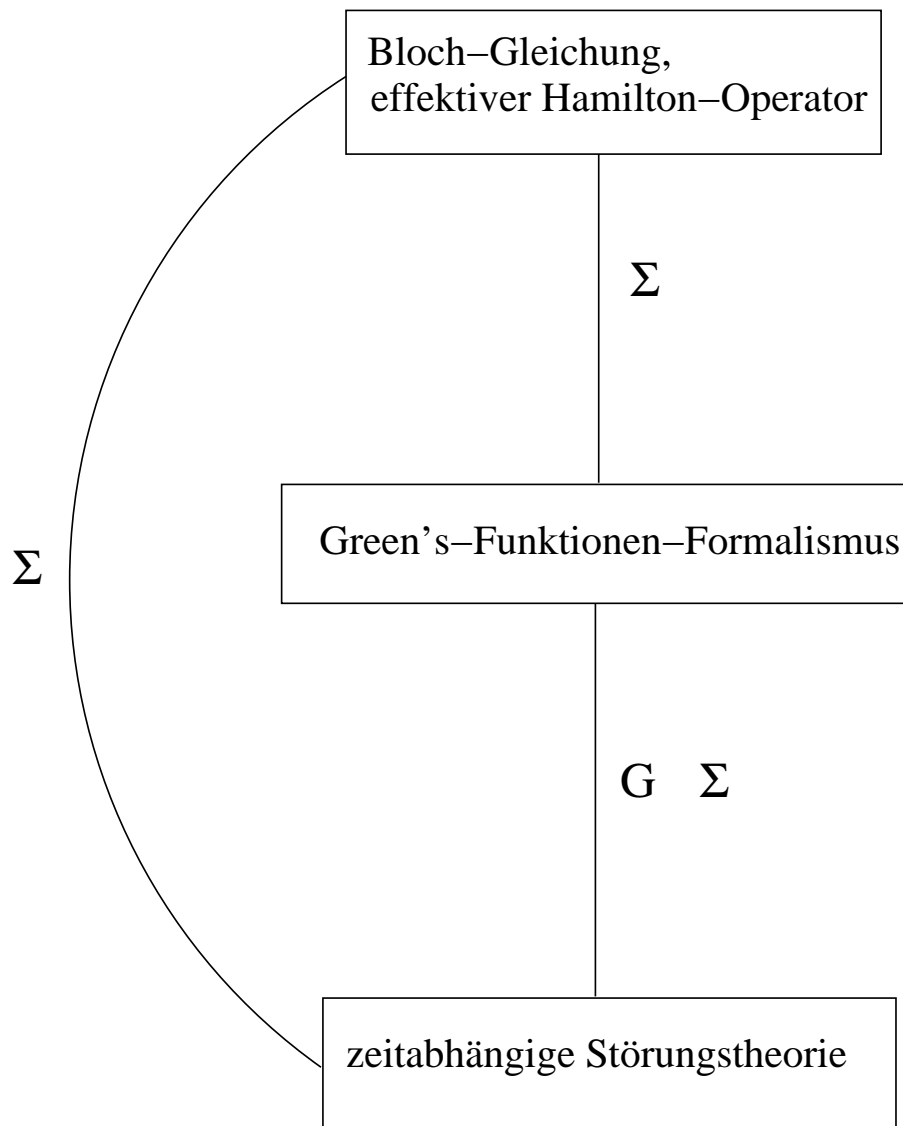 Bloch−Gleichung,
effektiver Hamilton−Operator
Σ
Green's−Funktionen−Formalismus
Σ
G Σ
zeitabhängige Störungstheorie